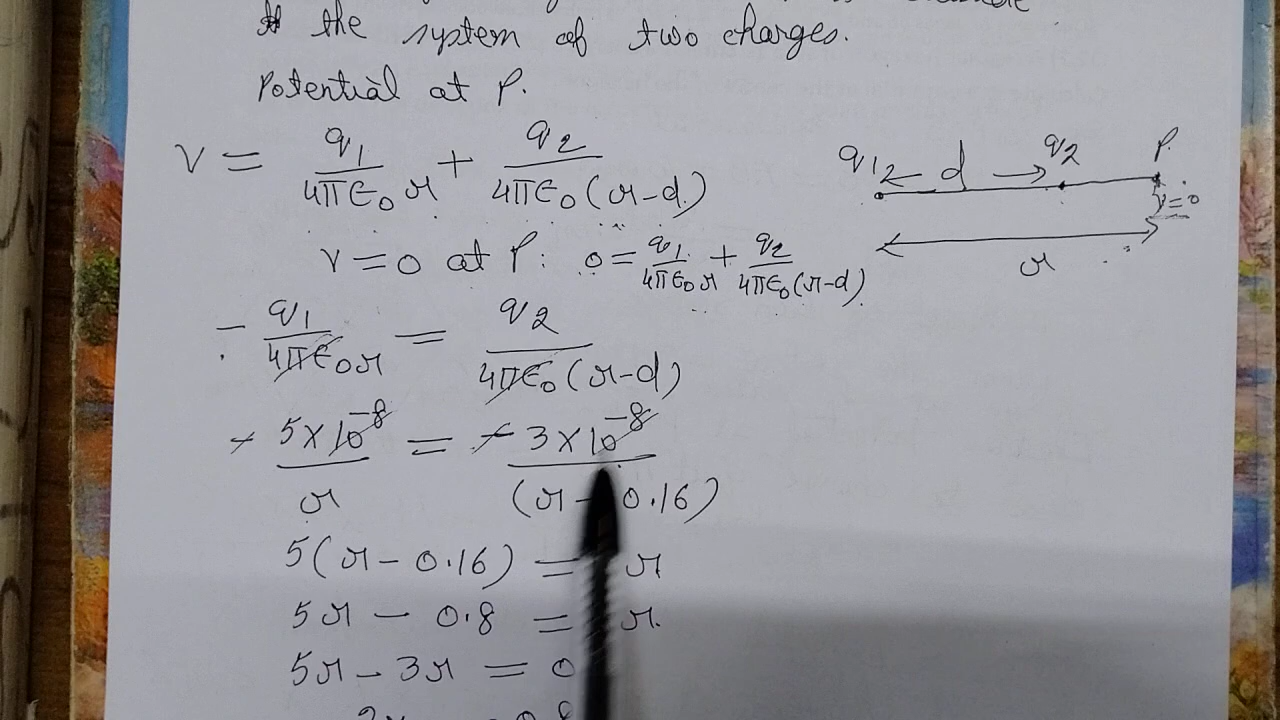 the system of two charges.
Potential at P.
V = q1/4πϵ0r + q2/4πϵ0(r-d)
q1 ← d → q2 P
V=0
r
V=0 at P: 0 = q1/4πϵ0r + q2/4πϵ0(r-d)
- q1/4πϵ0r = q2/4πϵ0(r-d)
- 5×10^-8/r = - 3×10^-8/(r-0.16)
5(r-0.16) = r
5r - 0.8 = r.
5r - 3r = 0